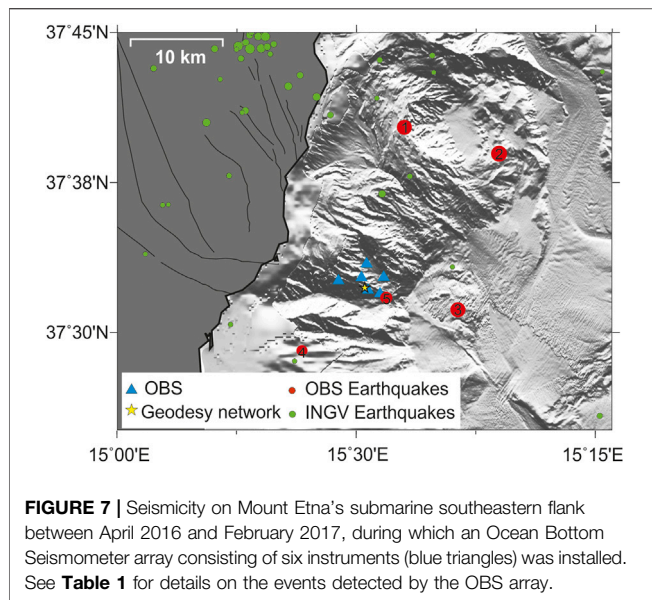 37°45'N
10 km
1
2
37°38'N
5
3
37°30'N
4
OBS
OBS Earthquakes
Geodesy network
INGV Earthquakes
15°00'E
15°30'E
15°15'E
FIGURE 7 | Seismicity on Mount Etna's submarine southeastern flank
between April 2016 and February 2017, during which an Ocean Bottom
Seismometer array consisting of six instruments (blue triangles) was installed.
See Table 1 for details on the events detected by the OBS array.